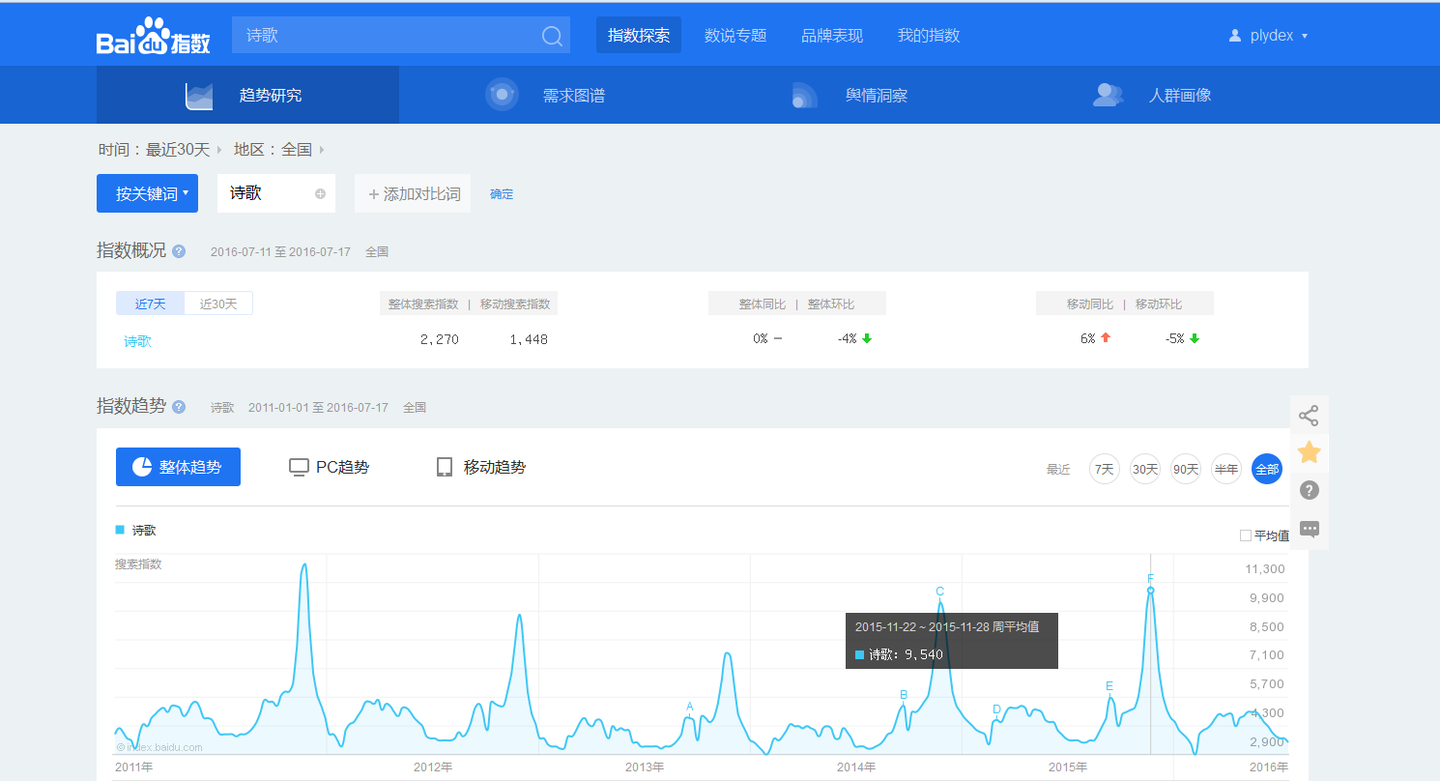 Bai du 指数 诗歌 指数探索 数说专题 品牌表现 我的指数 plydex
趋势研究 需求图谱 舆情洞察 人群画像
时间：最近30天 地区：全国
按关键词 诗歌 + 添加对比词 确定
指数概况 ? 2016-07-11 至 2016-07-17 全国
近7天 近30天 整体搜索指数 | 移动搜索指数 整体同比 | 整体环比 移动同比 | 移动环比
诗歌 2,270 1,448 0% -4% 6% -5%
指数趋势 ? 诗歌 2011-01-01 至 2016-07-17 全国
整体趋势 PC趋势 移动趋势 最近 7天 30天 90天 半年 全部
?
诗歌 平均值
搜索指数
11,300
F
C
9,900
2015-11-22 ~ 2015-11-28 周平均值
8,500
诗歌：9,540
7,100
5,700
E
B
A
D
4,300
2,900
©index.baidu.com
2011年 2012年 2013年 2014年 2015年 2016年